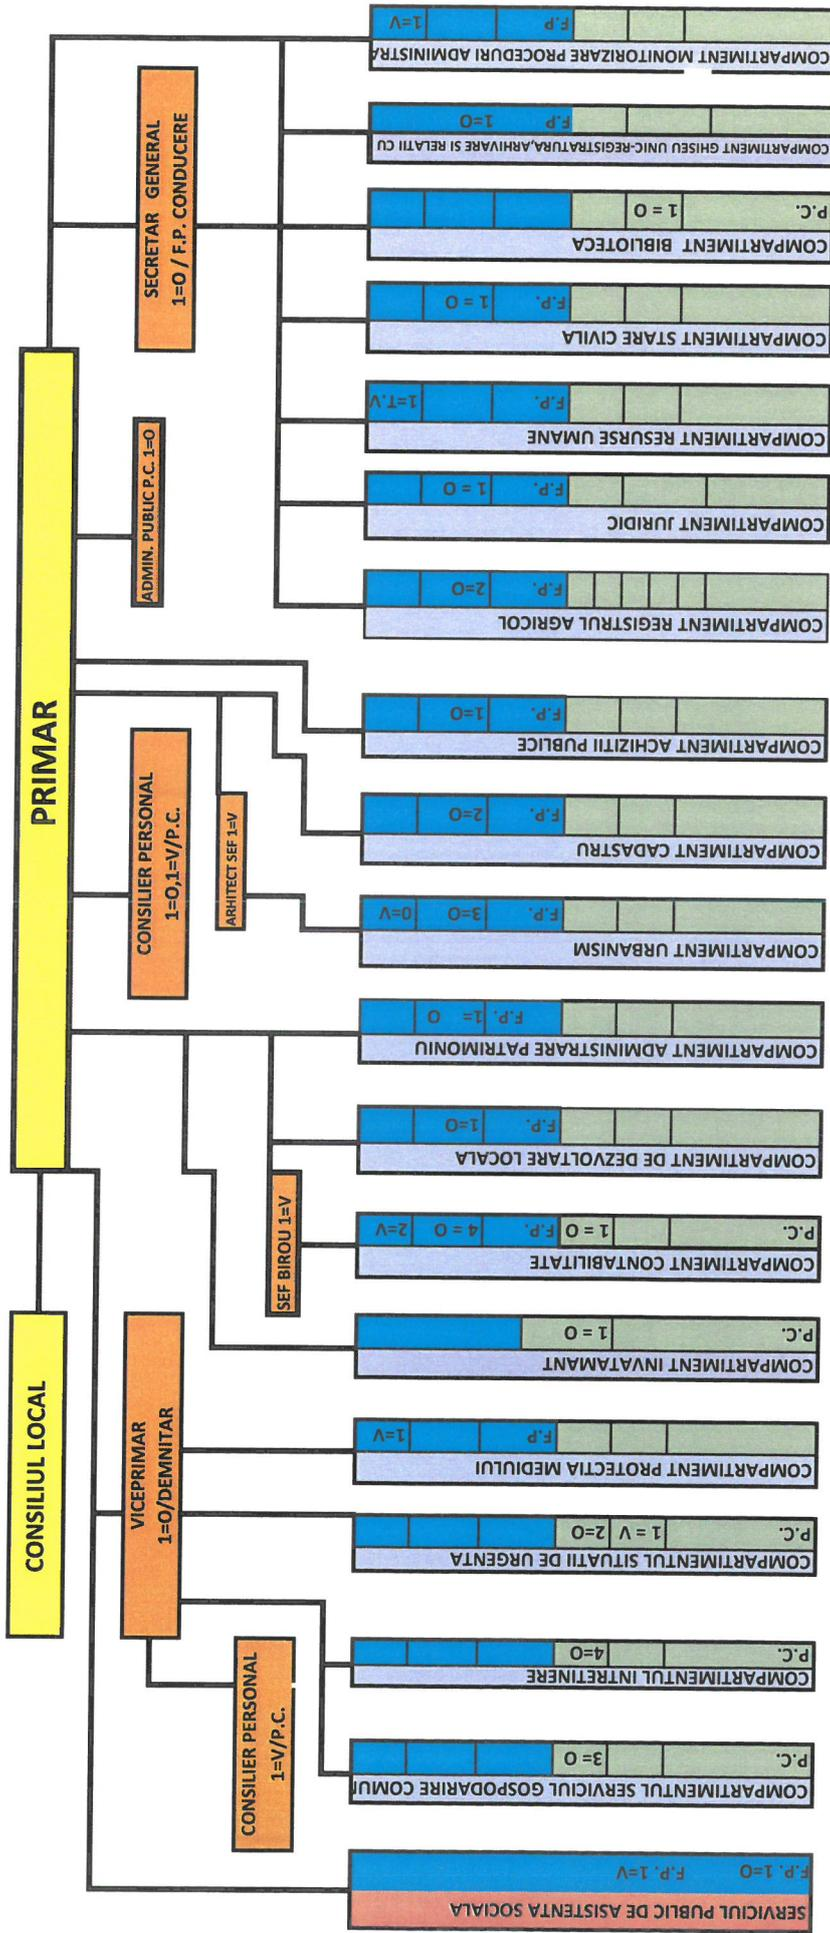 CONSILIUL LOCAL
PRIMAR
VICEPRIMAR
1=O/DEMNITAR
CONSILIER PERSONAL
1=V/P.C.
CONSILIER PERSONAL
1=O,1=V/P.C.
ARHITECT SEF 1=V
SEF BIROU 1=V
ADMIN. PUBLIC P.C. 1=O
SECRETAR GENERAL
1=O / F.P. CONDUCERE
SERVICIUL PUBLIC DE ASISTENTA SOCIALA
F.P. 1=O F.P. 1=V
COMPARTIMENTUL SERVICIUL GOSPODARIRE COMUN
P.C. 3= O
COMPARTIMENTUL INTRETINERE
P.C. 4=O
COMPARTIMENTUL SITUATII DE URGENTA
P.C. 1 = V 2=O
COMPARTIMENT PROTECTIA MEDIULUI
F.P 1=V
COMPARTIMENT INVATAMANT
P.C. 1 = O
COMPARTIMENT CONTABILITATE
P.C. 1 = O F.P. 4 = O 2=V
COMPARTIMENT DE DEZVOLTARE LOCALA
F.P. 1=O
COMPARTIMENT ADMINISTRARE PATRIMONIU
F.P. 1= O
COMPARTIMENT URBANISM
F.P. 3=O 0=V
COMPARTIMENT CADASTRU
F.P. 2=O
COMPARTIMENT ACHIZITII PUBLICE
F.P. 1=O
COMPARTIMENT REGISTRUL AGRICOL
F.P. 2=O
COMPARTIMENT JURIDIC
F.P. 1 = O
COMPARTIMENT RESURSE UMANE
F.P. 1=T.V
COMPARTIMENT STARE CIVILA
F.P. 1 = O
COMPARTIMENT BIBLIOTECA
P.C. 1 = O
COMPARTIMENT GHISEU UNIC-REGISTRATURA,ARHIVARE SI RELATII CU
F.P 1=O
COMPARTIMENT MONITORIZARE PROCEDURI ADMINISTRA
F.P 1=V